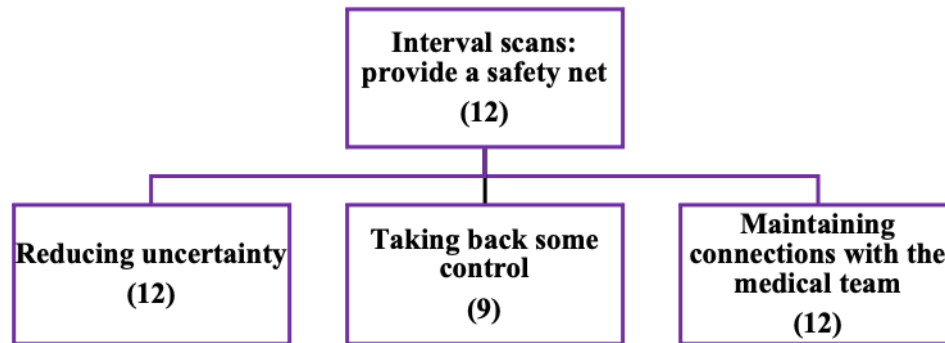 Interval scans:
provide a safety net
(12)
Reducing uncertainty
(12)
Taking back some
control
(9)
Maintaining
connections with the
medical team
(12)